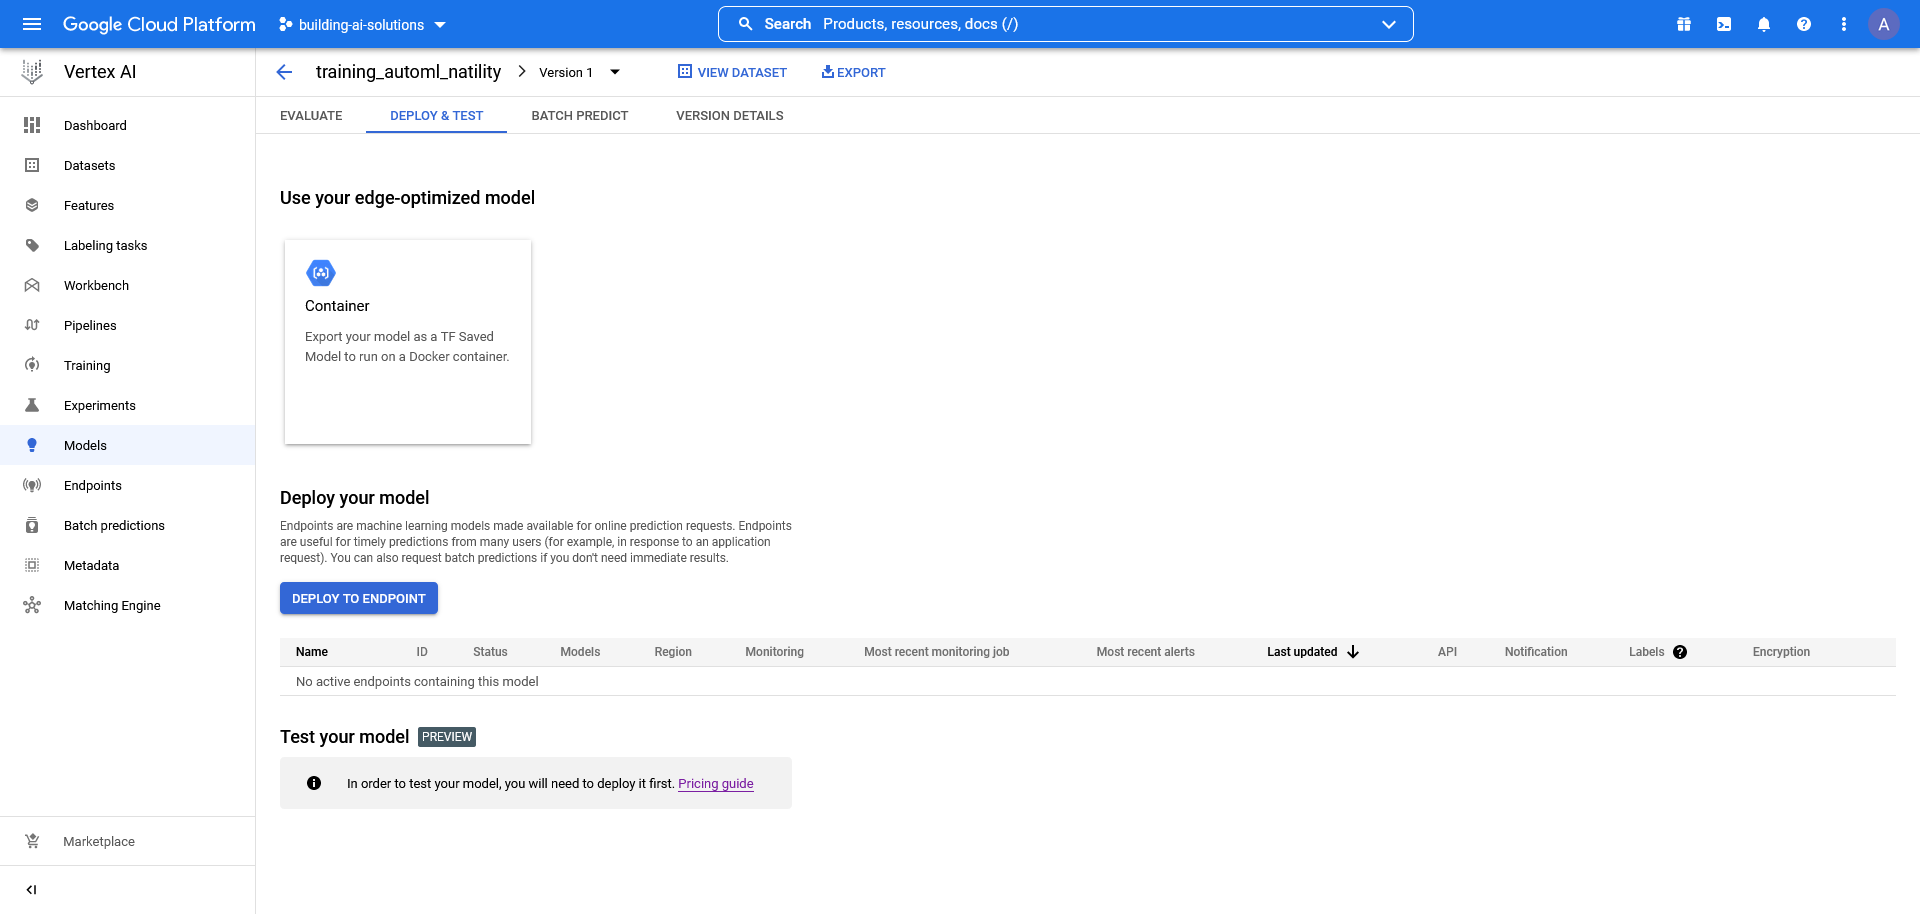 Google Cloud Platform
building-ai-solutions
Search Products, resources, docs (/)
A
Vertex AI
training_automl_natility
Version 1
VIEW DATASET
EXPORT
EVALUATE
DEPLOY & TEST
BATCH PREDICT
VERSION DETAILS
Dashboard
Datasets
Features
Labeling tasks
Workbench
Pipelines
Training
Experiments
Models
Endpoints
Batch predictions
Metadata
Matching Engine
Marketplace
Use your edge-optimized model
Container
Export your model as a TF Saved
Model to run on a Docker container.
Deploy your model
Endpoints are machine learning models made available for online prediction requests. Endpoints
are useful for timely predictions from many users (for example, in response to an application
request). You can also request batch predictions if you don't need immediate results.
DEPLOY TO ENDPOINT
Name ID Status Models Region Monitoring Most recent monitoring job Most recent alerts Last updated API Notification Labels Encryption
No active endpoints containing this model
Test your model PREVIEW
In order to test your model, you will need to deploy it first. Pricing guide